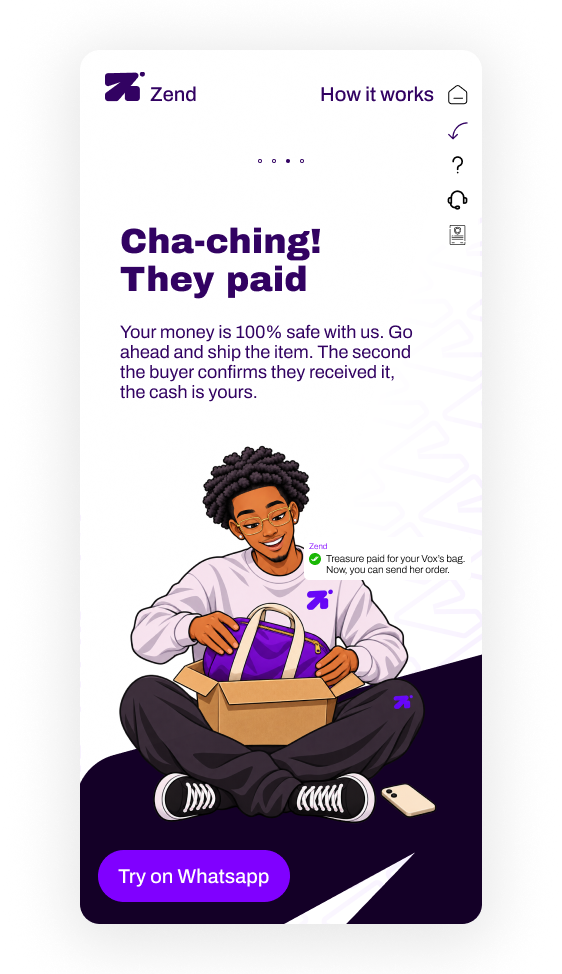 Zend
How it works
Cha-ching!
They paid
Your money is 100% safe with us. Go
ahead and ship the item. The second
the buyer confirms they received it,
the cash is yours.
Zend
Treasure paid for your Vox's bag.
Now, you can send her order.
Try on Whatsapp